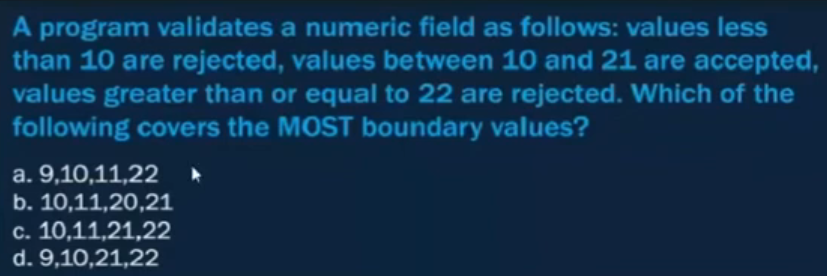 A program validates a numeric field as follows: values less
than 10 are rejected, values between 10 and 21 are accepted,
values greater than or equal to 22 are rejected. Which of the
following covers the MOST boundary values?
a. 9,10,11,22
b. 10,11,20,21
c. 10,11,21,22
d. 9,10,21,22